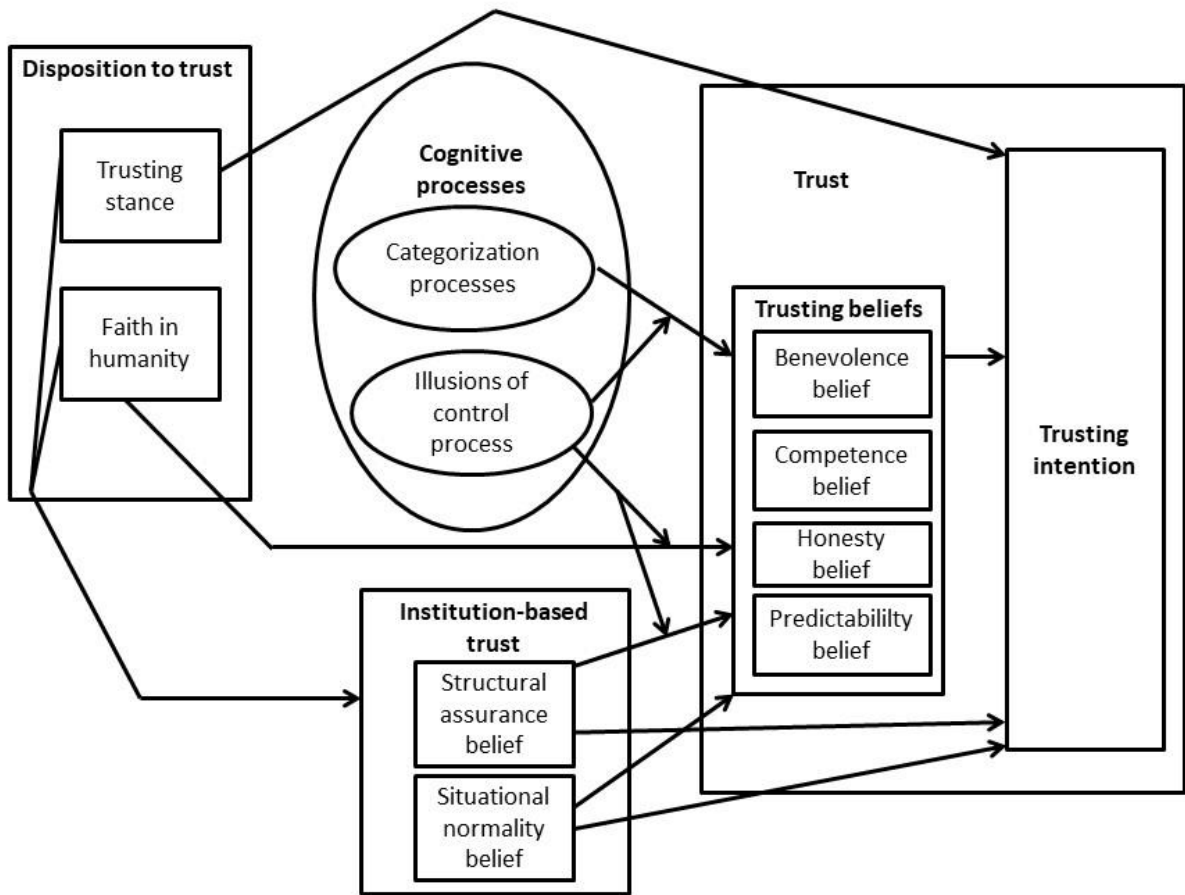 Disposition to trust
Trusting
stance
Faith in
humanity
Cognitive
processes
Categorization
processes
Illusions of
control
process
Institution-based
trust
Structural
assurance
belief
Situational
normality
belief
Trust
Trusting beliefs
Benevolence
belief
Competence
belief
Honesty
belief
Predictabililty
belief
Trusting
intention